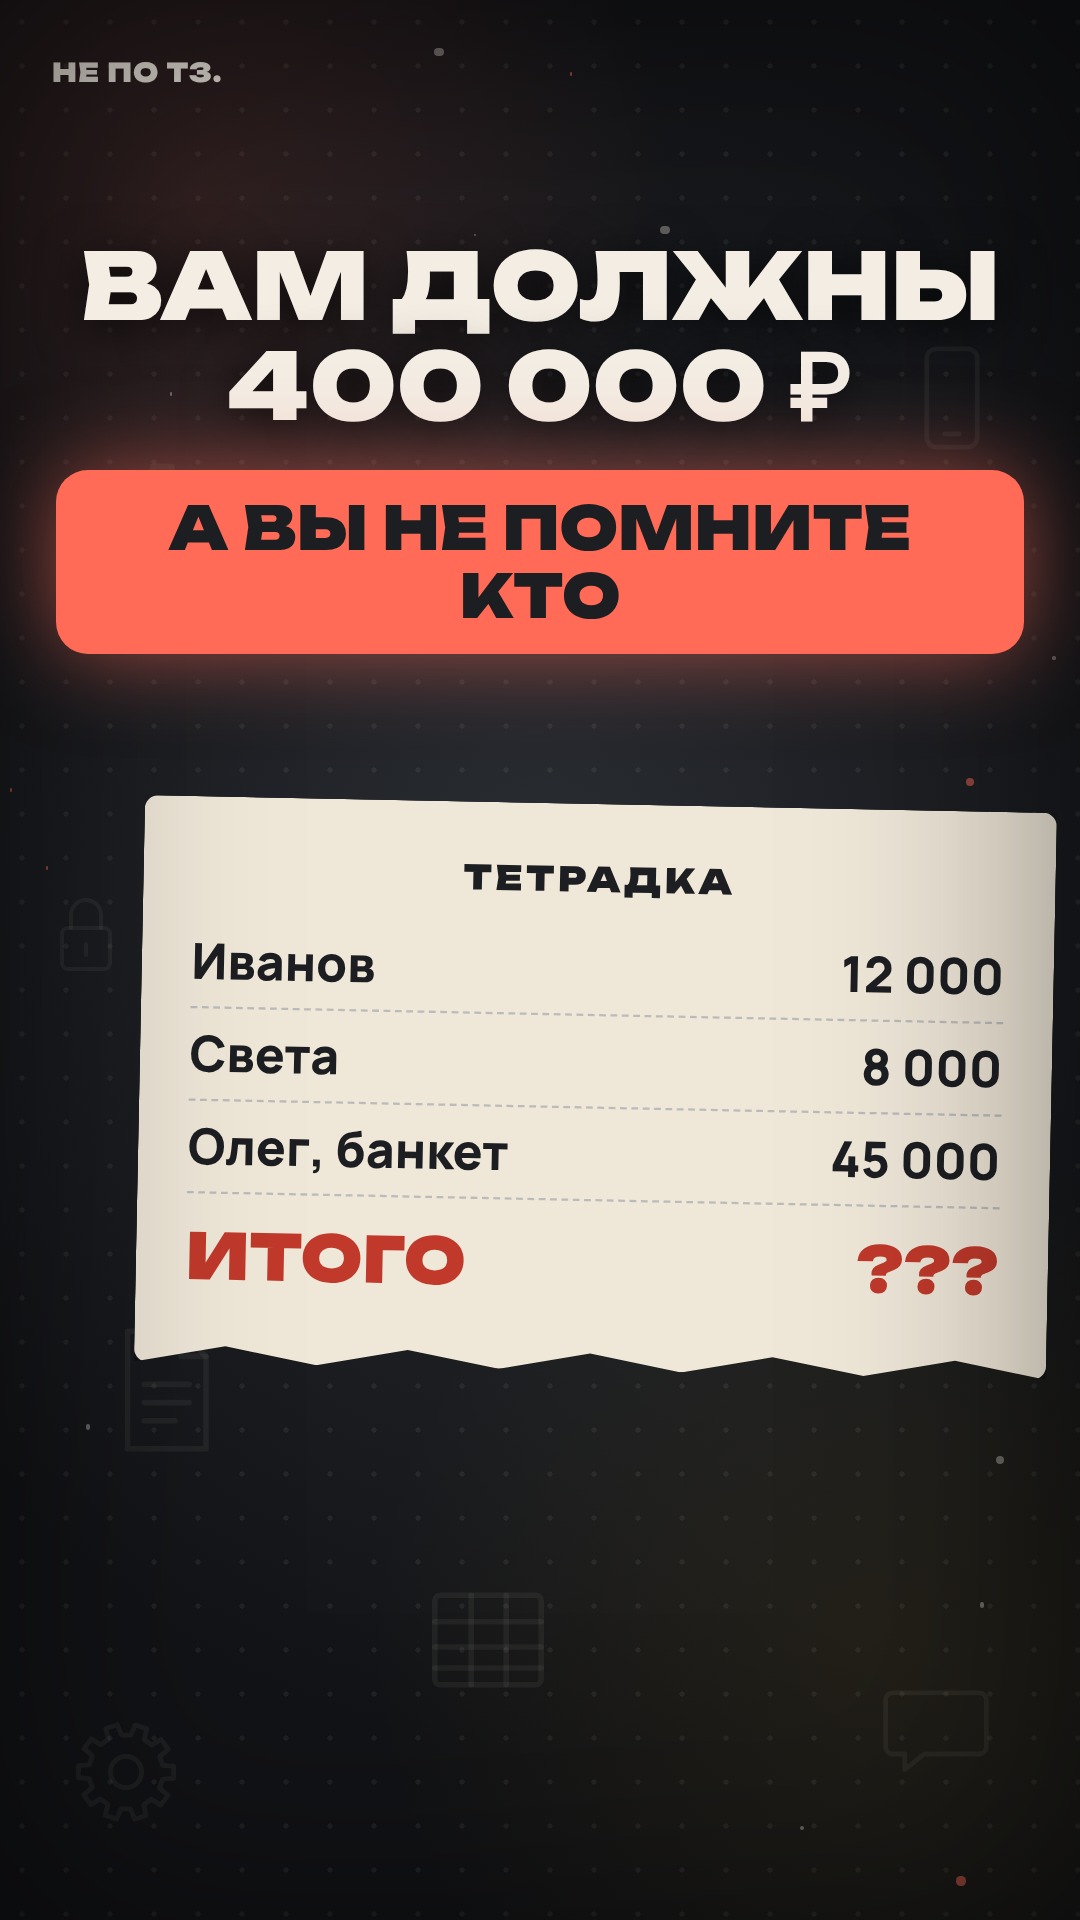 НЕ ПО ТЗ.
ВАМ ДОЛЖНЫ
400 000 ₽
А ВЫ НЕ ПОМНИТЕ
КТО
ТЕТРАДКА
Иванов 12 000
Света 8 000
Олег, банкет 45 000
ИТОГО ???